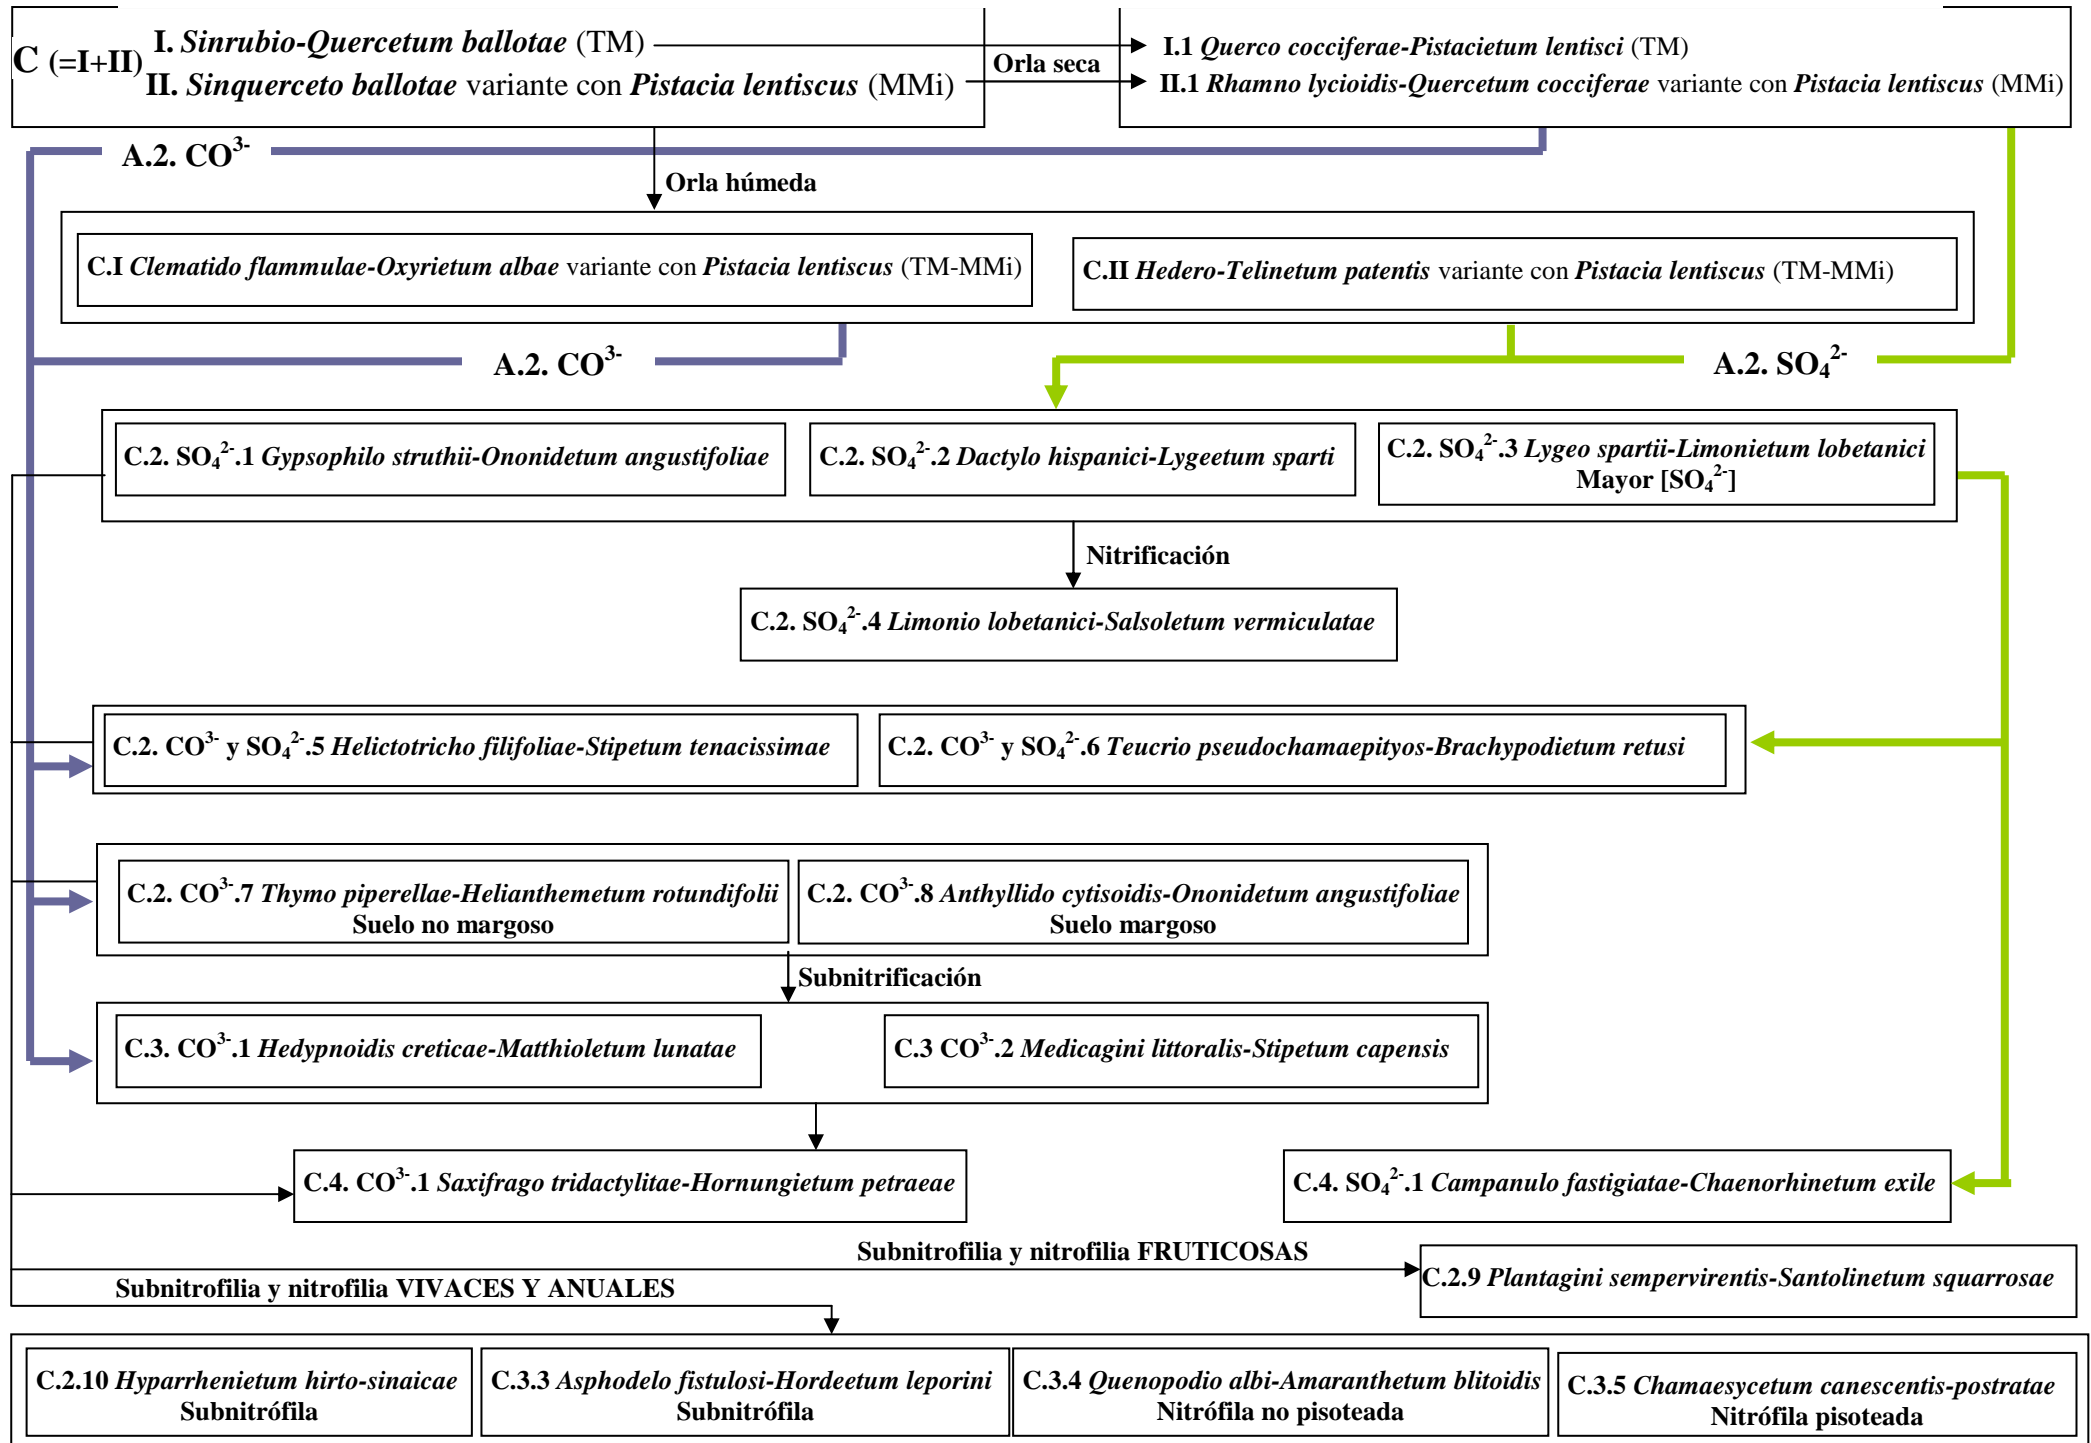 C (=I+II)
I. Sinrubio-Quercetum ballotae (TM)
II. Sinquerceto ballotae variante con Pistacia lentiscus (MMi)
Orla seca
I.1 Querco cocciferae-Pistacietum lentisci (TM)
II.1 Rhamno lycioidis-Quercetum cocciferae variante con Pistacia lentiscus (MMi)
A.2. CO³⁻
Orla húmeda
C.I Clematido flammulae-Oxyrietum albae variante con Pistacia lentiscus (TM-MMi)
C.II Hedero-Telinetum patentis variante con Pistacia lentiscus (TM-MMi)
A.2. CO³⁻
A.2. SO₄²⁻
C.2. SO₄²⁻.1 Gypsophilo struthii-Ononidetum angustifoliae
C.2. SO₄²⁻.2 Dactylo hispanici-Lygeetum sparti
C.2. SO₄²⁻.3 Lygeo spartii-Limonietum lobetanici
Mayor [SO₄²⁻]
Nitrificación
C.2. SO₄²⁻.4 Limonio lobetanici-Salsoletum vermiculatae
C.2. CO³⁻ y SO₄²⁻.5 Helictotricho filifoliae-Stipetum tenacissimae
C.2. CO³⁻ y SO₄²⁻.6 Teucrio pseudochamaepityos-Brachypodietum retusi
C.2. CO³⁻.7 Thymo piperellae-Helianthemetum rotundifolii
Suelo no margoso
C.2. CO³⁻.8 Anthyllido cytisoidis-Ononidetum angustifoliae
Suelo margoso
Subnitrificación
C.3. CO³⁻.1 Hedypnoidis creticae-Matthioletum lunatae
C.3 CO³⁻.2 Medicagini littoralis-Stipetum capensis
C.4. CO³⁻.1 Saxifrago tridactylitae-Hornungietum petraeae
C.4. SO₄²⁻.1 Campanulo fastigiatae-Chaenorhinetum exile
Subnitrofilia y nitrofilia FRUTICOSAS
C.2.9 Plantagini sempervirentis-Santolinetum squarrosae
Subnitrofilia y nitrofilia VIVACES Y ANUALES
C.2.10 Hyparrhenietum hirto-sinaicae
Subnitrófila
C.3.3 Asphodelo fistulosi-Hordeetum leporini
Subnitrófila
C.3.4 Quenopodio albi-Amaranthetum blitoidis
Nitrófila no pisoteada
C.3.5 Chamaesycetum canescentis-postratae
Nitrófila pisoteada